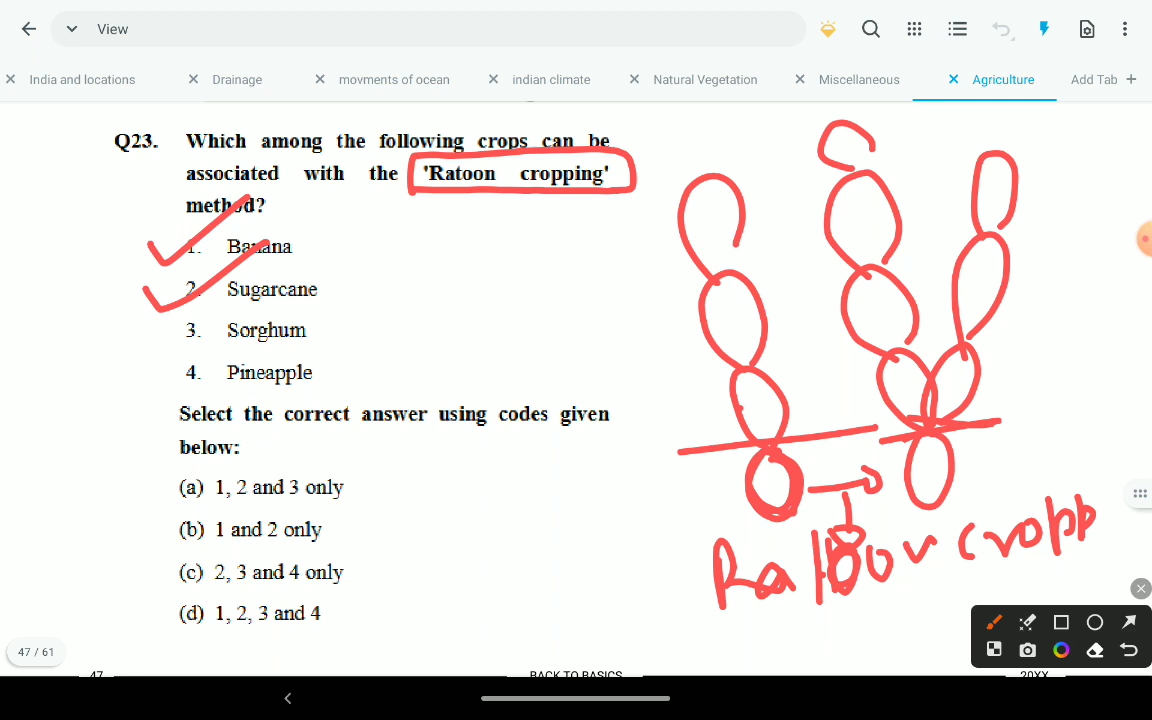 View
India and locations Drainage movments of ocean indian climate Natural Vegetation Miscellaneous Agriculture Add Tab
Q23. Which among the following crops can be
associated with the 'Ratoon cropping'
method?
1. Banana
2. Sugarcane
3. Sorghum
4. Pineapple
Select the correct answer using codes given
below:
(a) 1, 2 and 3 only
(b) 1 and 2 only
(c) 2, 3 and 4 only
(d) 1, 2, 3 and 4
cropp
47 / 61
47 BACK TO BASICS 20XX